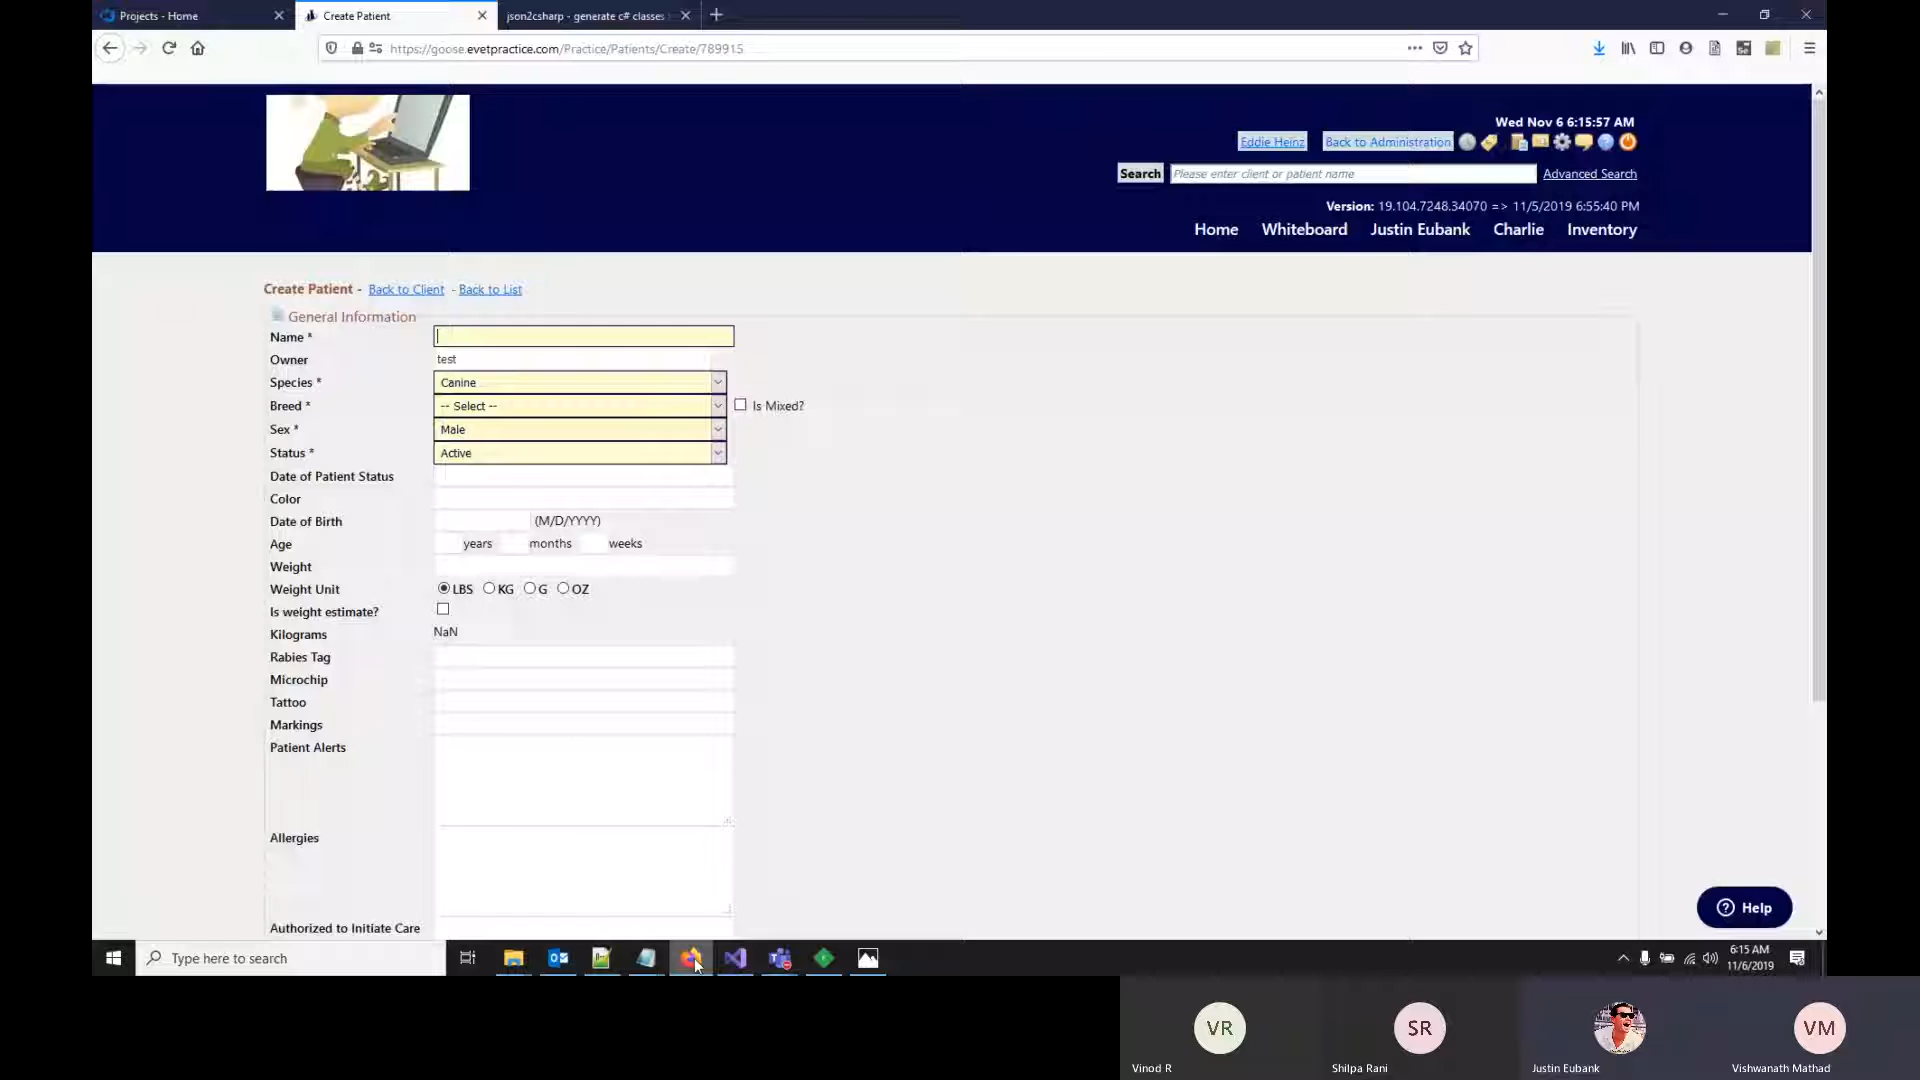 Projects - Home
Create Patient
json2csharp - generate c# classes
https://goose.evetpractice.com/Practice/Patients/Create/789915
Wed Nov 6 6:15:57 AM
Eddie Heinz
Back to Administration
Search
Please enter client or patient name
Advanced Search
Version: 19.104.7248.34070 => 11/5/2019 6:55:40 PM
Home Whiteboard Justin Eubank Charlie Inventory
Create Patient - Back to Client - Back to List
General Information
Name *
Owner test
Species * Canine
Breed * -- Select -- Is Mixed?
Sex * Male
Status * Active
Date of Patient Status
Color
Date of Birth (M/D/YYYY)
Age years months weeks
Weight
Weight Unit LBS KG G OZ
Is weight estimate?
Kilograms NaN
Rabies Tag
Microchip
Tattoo
Markings
Patient Alerts
Allergies
Authorized to Initiate Care
Help
Type here to search
6:15 AM
11/6/2019
VR
SR
VM
Vinod R
Shilpa Rani
Justin Eubank
Vishwanath Mathad